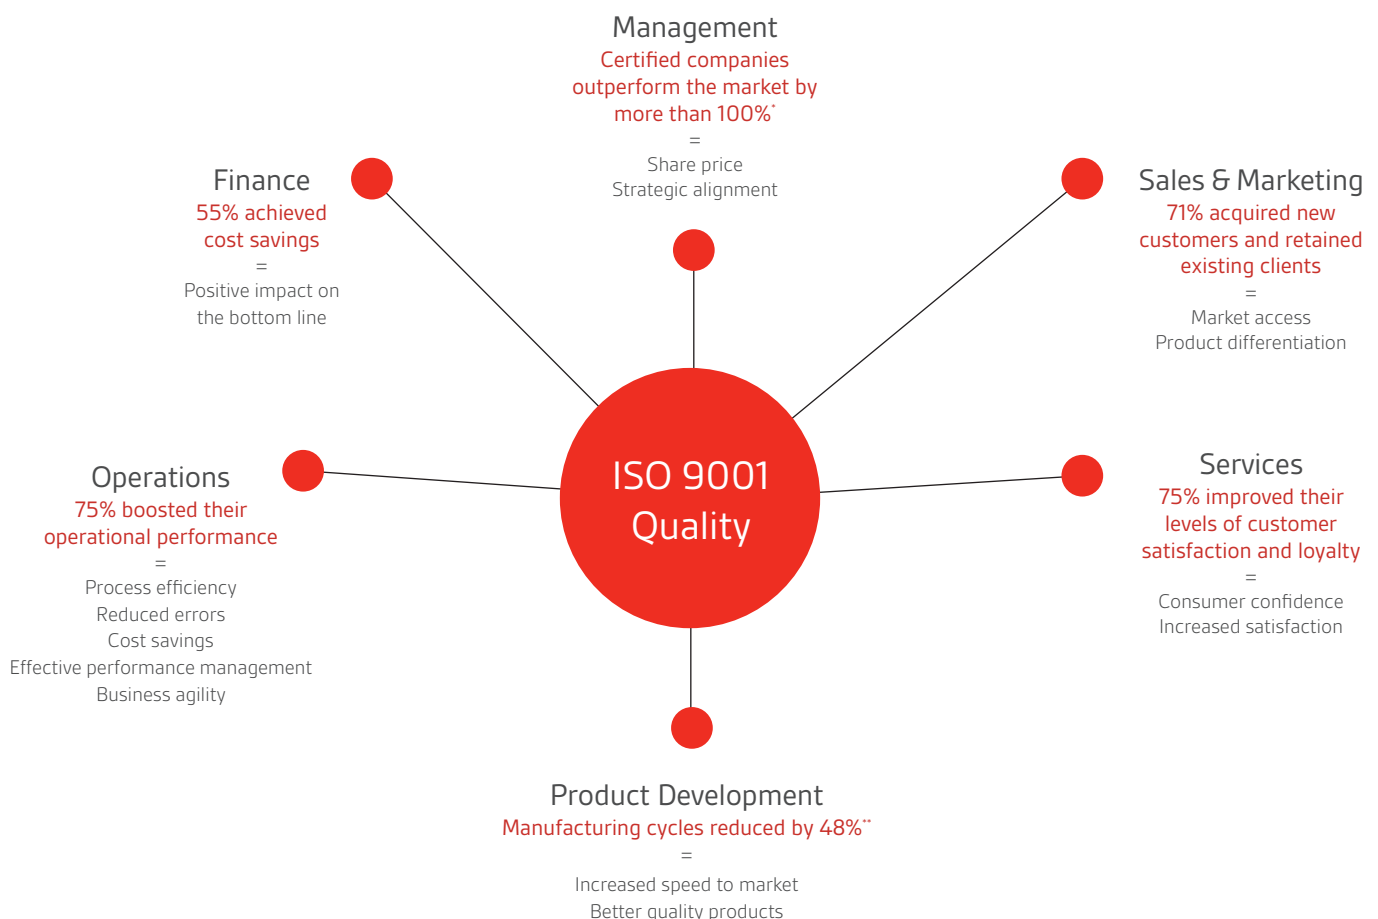 Management
Certified companies
outperform the market by
more than 100%*
=
Share price
Strategic alignment
Finance
55% achieved
cost savings
=
Positive impact on
the bottom line
Sales & Marketing
71% acquired new
customers and retained
existing clients
=
Market access
Product differentiation
Operations
75% boosted their
operational performance
=
Process efficiency
Reduced errors
Cost savings
Effective performance management
Business agility
ISO 9001
Quality
Services
75% improved their
levels of customer
satisfaction and loyalty
=
Consumer confidence
Increased satisfaction
Product Development
Manufacturing cycles reduced by 48%**
=
Increased speed to market
Better quality products